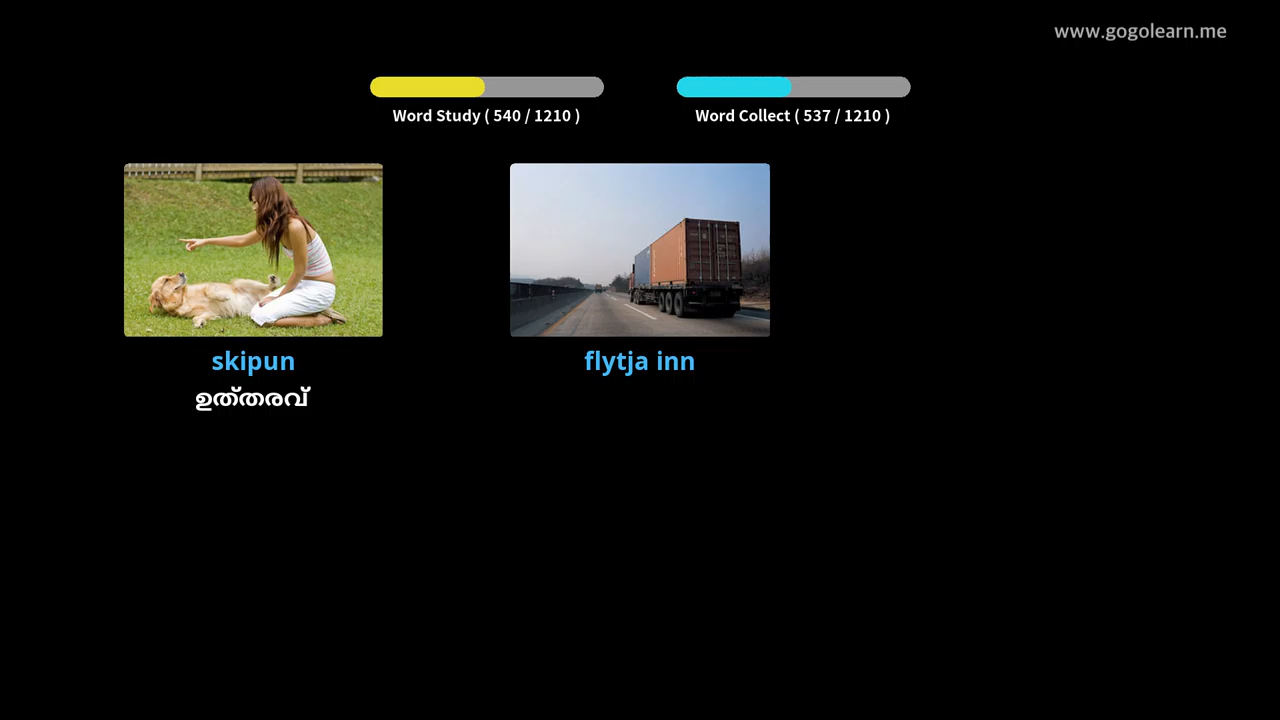 www.gogolearn.me
Word Study ( 540 / 1210 )
Word Collect ( 537 / 1210 )
skipun
flytja inn
ഉത്തരവ്